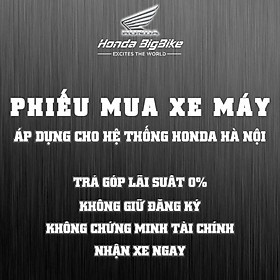 HONDA
Honda BigBike
EXCITES THE WORLD
PHIẾU MUA XE MÁY
ÁP DỤNG CHO HỆ THỐNG HONDA HÀ NỘI
TRẢ GÓP LÃI SUẤT 0%
KHÔNG GIỮ ĐĂNG KÝ
KHÔNG CHỨNG MINH TÀI CHÍNH
NHẬN XE NGAY